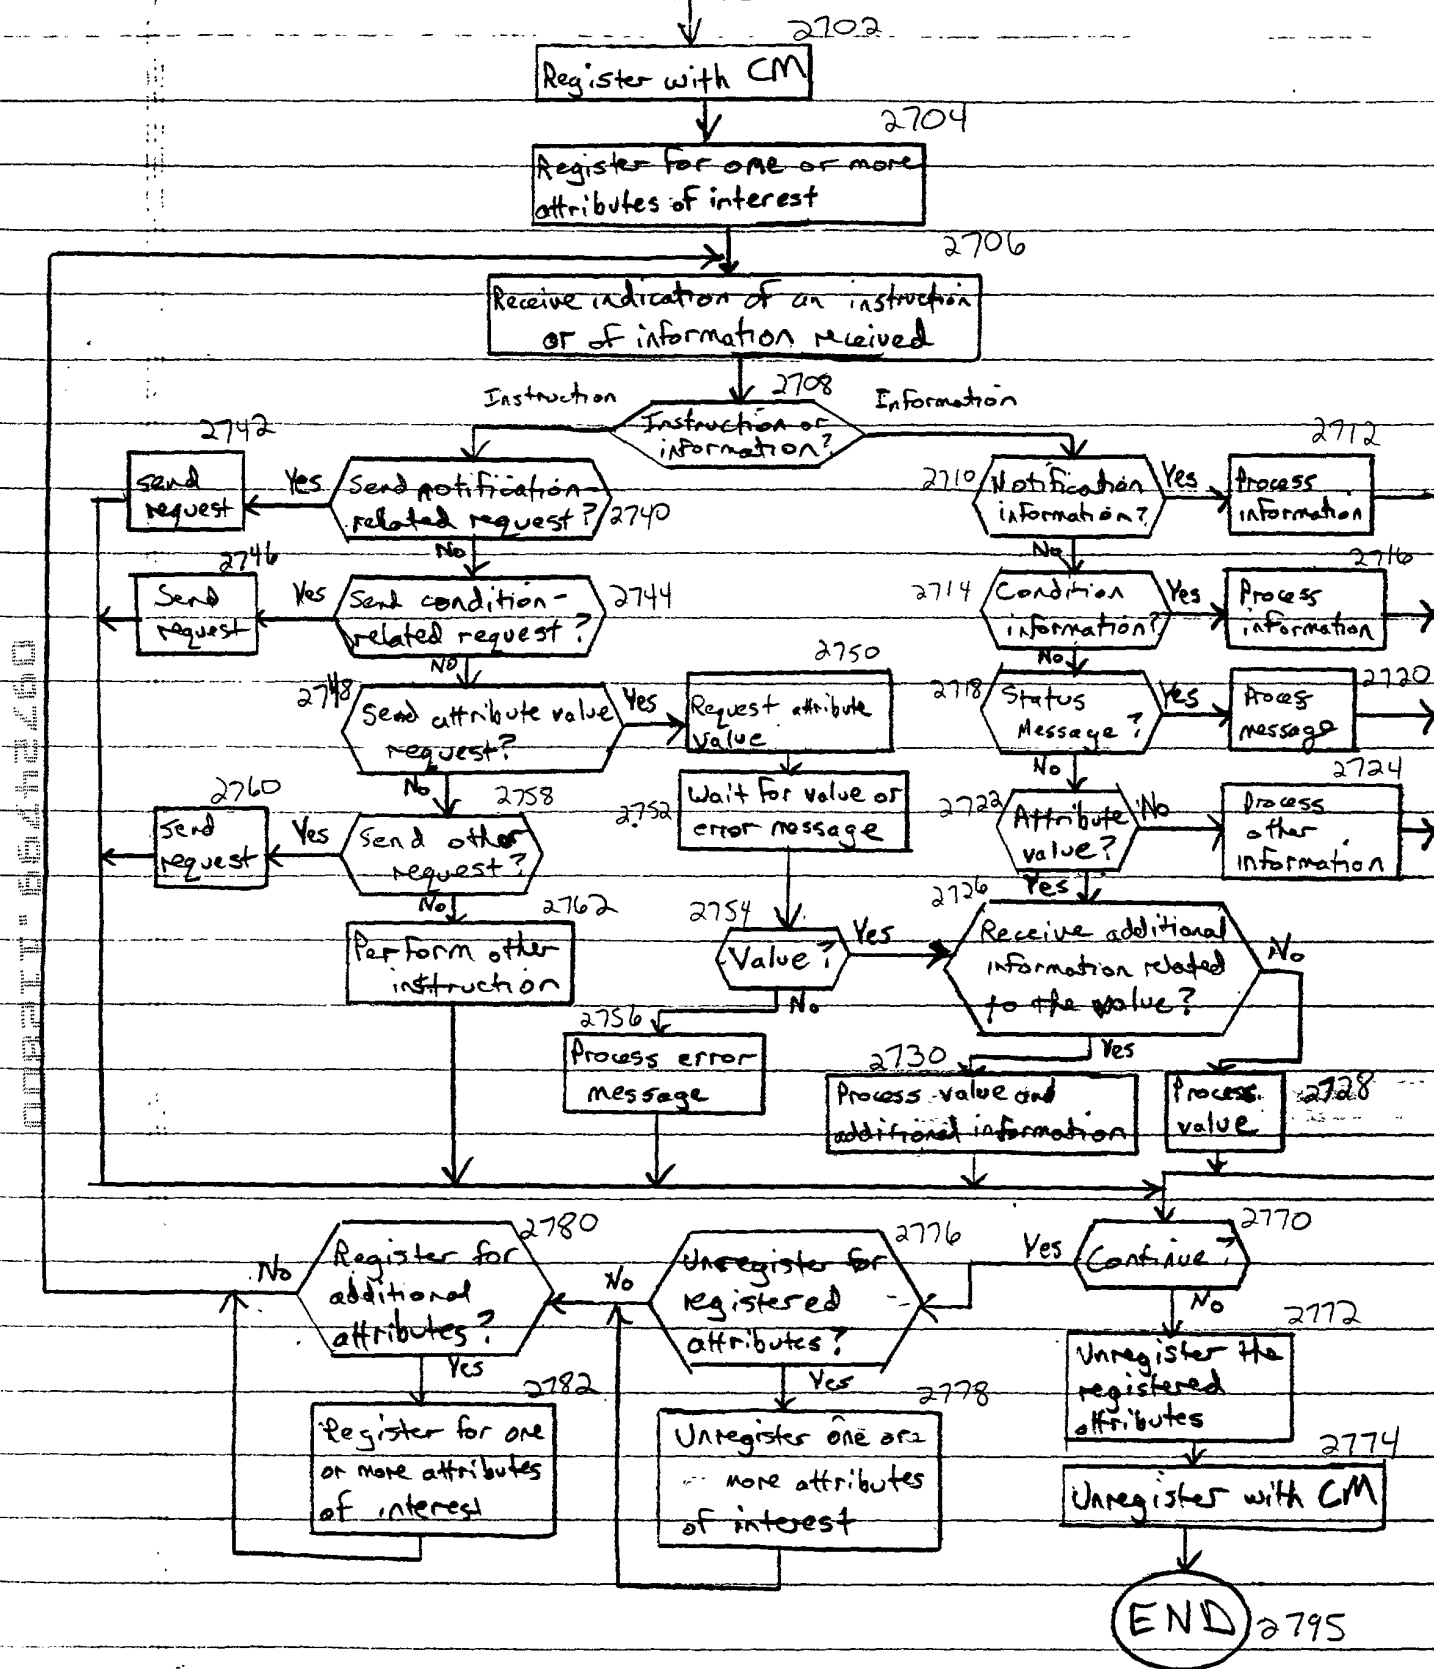 2702
Register with CM
2704
Register for one or more
attributes of interest
2706
Receive indication of an instruction
or of information received
2708
Instruction
Information
Instruction or
information?
2742
Send
request
Yes
Send notification-
related request?
2740
No
2710
Notification
information?
Yes
2712
Process
information
No
2746
Send
request
Yes
Send condition-
related request?
2744
No
2714
Condition
information?
Yes
2716
Process
information
No
2748
Send attribute value
request?
Yes
2750
Request attribute
value
No
2718
Status
Message?
Yes
2720
Process
message
No
2760
Send
request
Yes
2758
Send other
request?
No
2752
Wait for value or
error message
2722
Attribute
value?
No
2724
Process
other
information
Yes
2762
Perform other
instruction
2754
Value?
Yes
No
2726
Receive additional
information related
to the value?
No
Yes
2756
Process error
message
2730
Process value and
additional information
Process
value
2728
2780
Register for
additional
attributes?
No
Yes
2776
Unregister for
registered
attributes?
No
Yes
2770
Continue?
Yes
No
2772
Unregister the
registered
attributes
2782
Register for one
or more attributes
of interest
2778
Unregister one or
more attributes
of interest
2774
Unregister with CM
END
2795